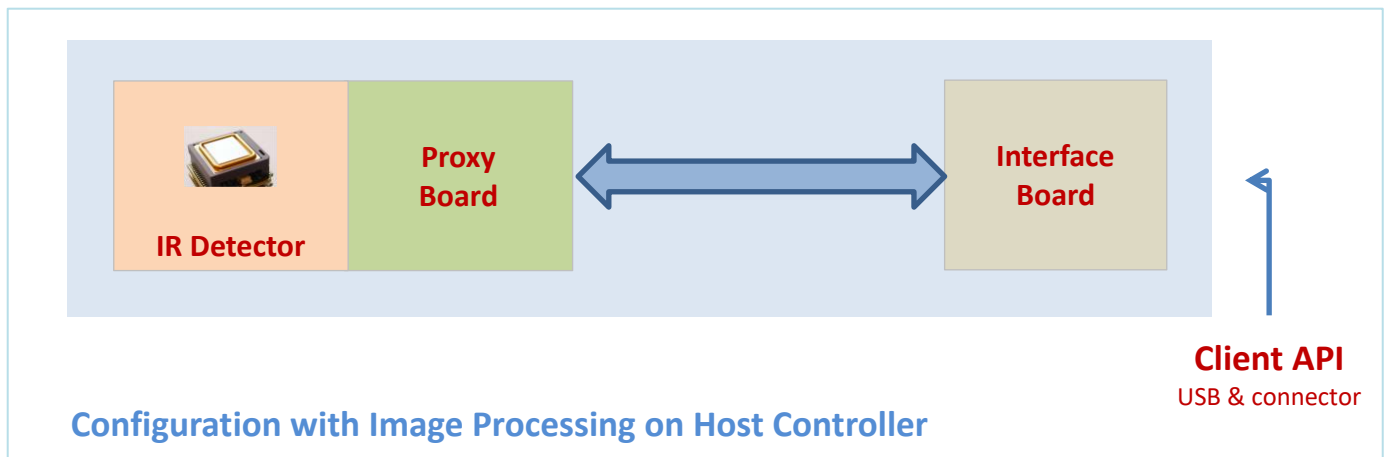 IR Detector
Proxy
Board
Interface
Board
Client API
USB & connector
Configuration with Image Processing on Host Controller